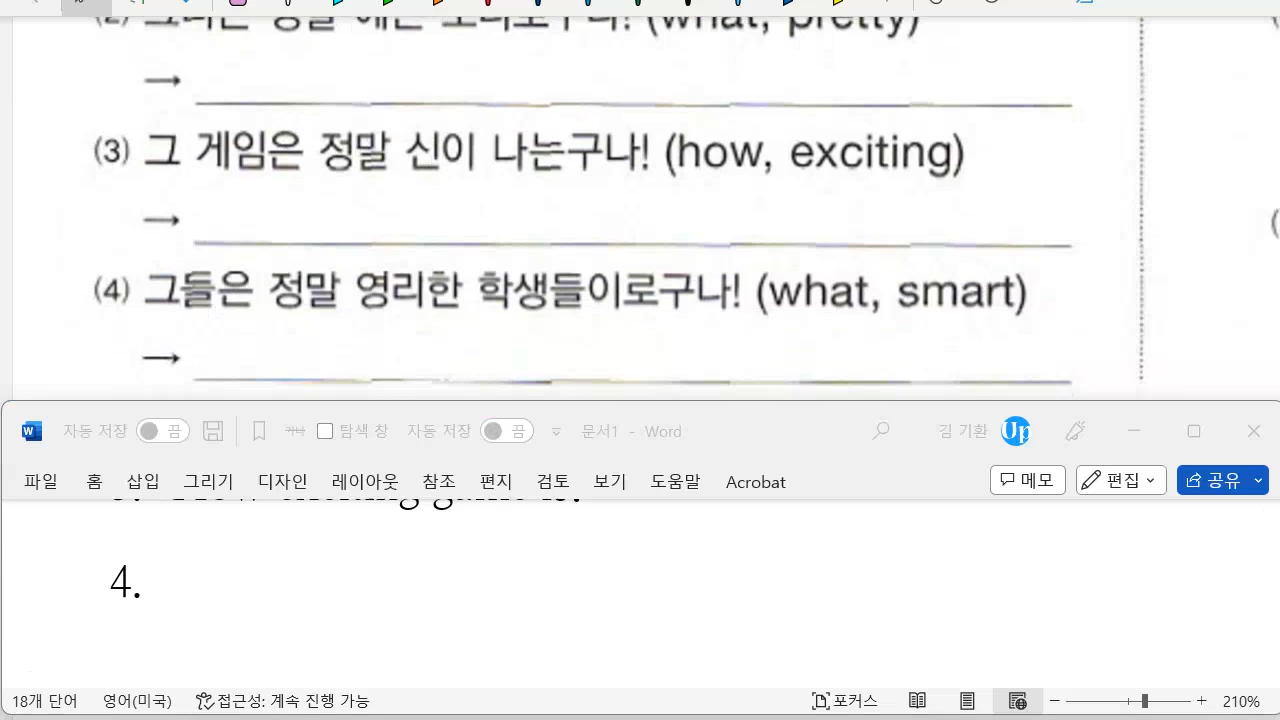 (what, pretty)
→
(3) 그 게임은 정말 신이 나는구나! (how, exciting)
→
(4) 그들은 정말 영리한 학생들이로구나! (what, smart)
→
자동 저장 끔 가나 탐색 창 자동 저장 끔 문서1 - Word 김 기환 Up
파일 홈 삽입 그리기 디자인 레이아웃 참조 편지 검토 보기 도움말 Acrobat 메모 편집 공유
4.
18개 단어 영어(미국) 접근성: 계속 진행 가능 포커스 210%